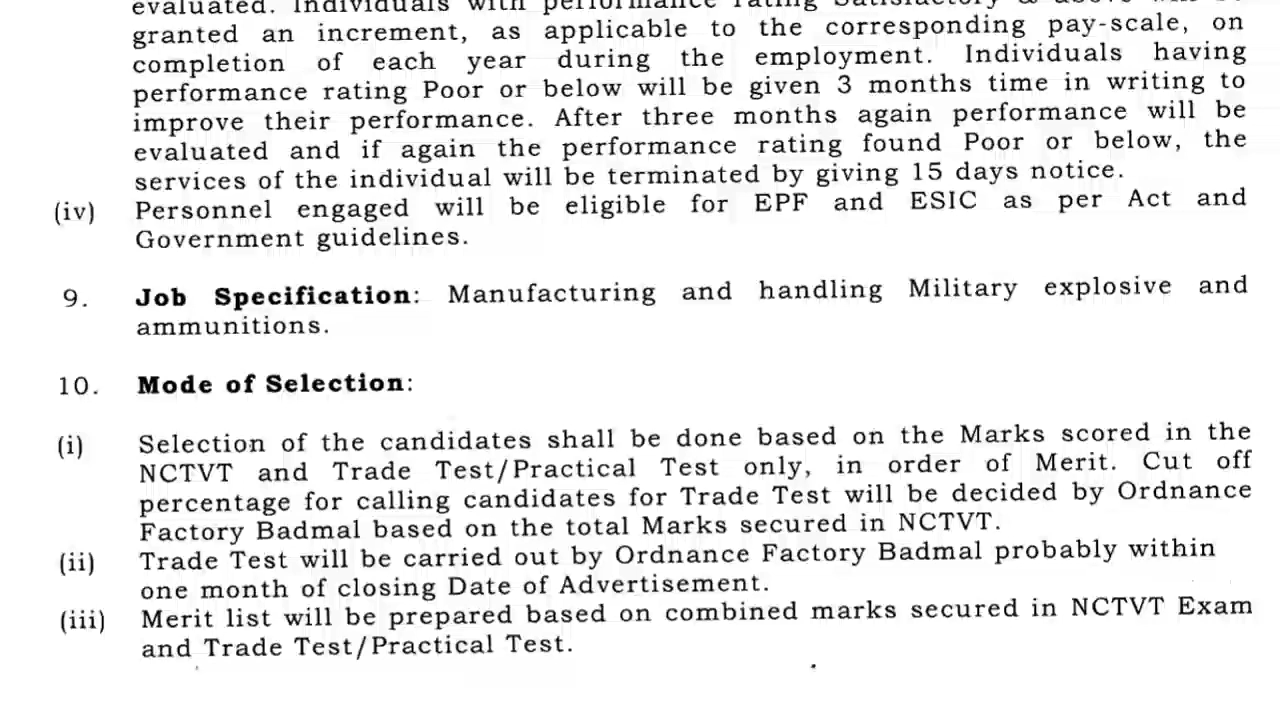 evaluated. Individuals with performance rating Satisfactory & above will be
granted an increment, as applicable to the corresponding pay-scale, on
completion of each year during the employment. Individuals having
performance rating Poor or below will be given 3 months time in writing to
improve their performance. After three months again performance will be
evaluated and if again the performance rating found Poor or below, the
services of the individual will be terminated by giving 15 days notice.
(iv) Personnel engaged will be eligible for EPF and ESIC as per Act and
Government guidelines.
9. Job Specification: Manufacturing and handling Military explosive and
ammunitions.
10. Mode of Selection:
(i) Selection of the candidates shall be done based on the Marks scored in the
NCTVT and Trade Test/Practical Test only, in order of Merit. Cut off
percentage for calling candidates for Trade Test will be decided by Ordnance
Factory Badmal based on the total Marks secured in NCTVT.
(ii) Trade Test will be carried out by Ordnance Factory Badmal probably within
one month of closing Date of Advertisement.
(iii) Merit list will be prepared based on combined marks secured in NCTVT Exam
and Trade Test/Practical Test.